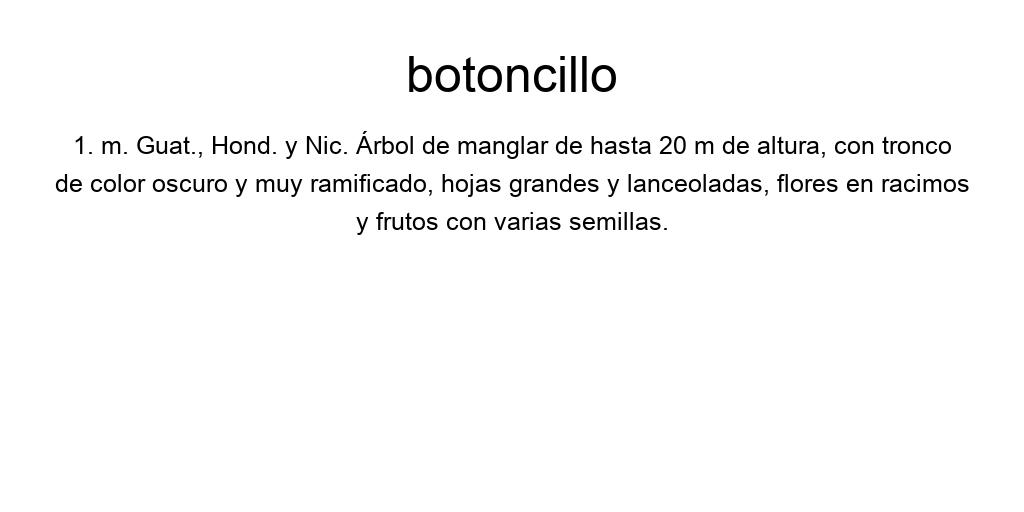 botoncillo
1. m. Guat., Hond. y Nic. Árbol de manglar de hasta 20 m de altura, con tronco
de color oscuro y muy ramificado, hojas grandes y lanceoladas, flores en racimos
y frutos con varias semillas.